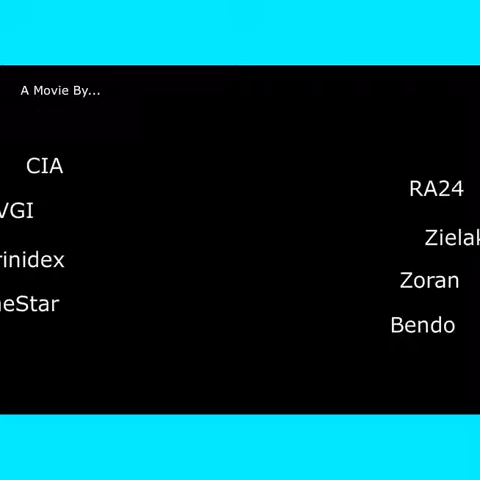 A Movie By...
CIA
VGI
rinidex
eStar
RA24
Zielak
Zoran
Bendo